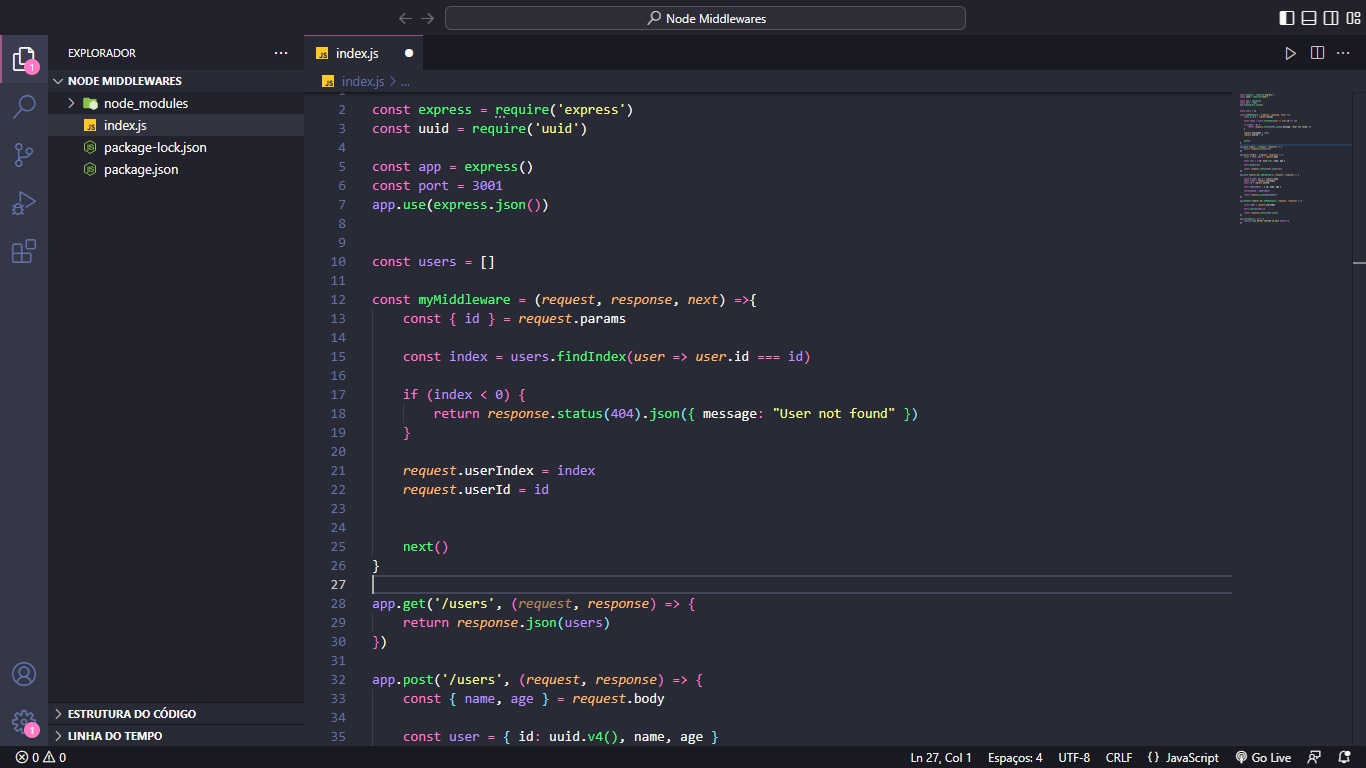 Node Middlewares
EXPLORADOR
NODE MIDDLEWARES
node_modules
JS index.js
JS package-lock.json
JS package.json
ESTRUTURA DO CÓDIGO
LINHA DO TEMPO
1
1
JS index.js
JS index.js > ...
2 const express = require('express')
3 const uuid = require('uuid')
4
5 const app = express()
6 const port = 3001
7 app.use(express.json())
8
9
10 const users = []
11
12 const myMiddleware = (request, response, next) =>{
13 const { id } = request.params
14
15 const index = users.findIndex(user => user.id === id)
16
17 if (index < 0) {
18 return response.status(404).json({ message: "User not found" })
19 }
20
21 request.userIndex = index
22 request.userId = id
23
24
25 next()
26 }
27
28 app.get('/users', (request, response) => {
29 return response.json(users)
30 })
31
32 app.post('/users', (request, response) => {
33 const { name, age } = request.body
34
35 const user = { id: uuid.v4(), name, age }
0 0
Ln 27, Col 1 Espaços: 4 UTF-8 CRLF {} JavaScript Go Live